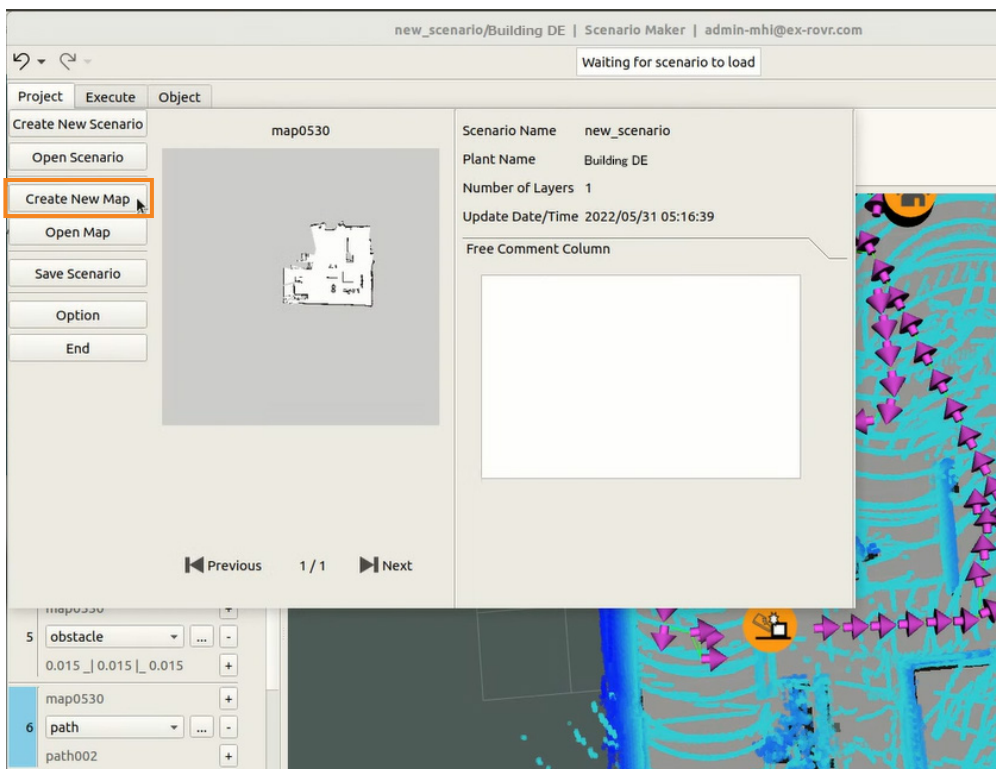 new_scenario/Building DE | Scenario Maker | admin-mhi@ex-rovr.com
Waiting for scenario to load
Project Execute Object
Create New Scenario
Open Scenario
Create New Map
Open Map
Save Scenario
Option
End
map0530
Previous 1 / 1 Next
Scenario Name new_scenario
Plant Name Building DE
Number of Layers 1
Update Date/Time 2022/05/31 05:16:39
Free Comment Column
map0530 +
5 obstacle ... -
0.015 _| 0.015 |_ 0.015 +
map0530 +
6 path ... -
path002 +